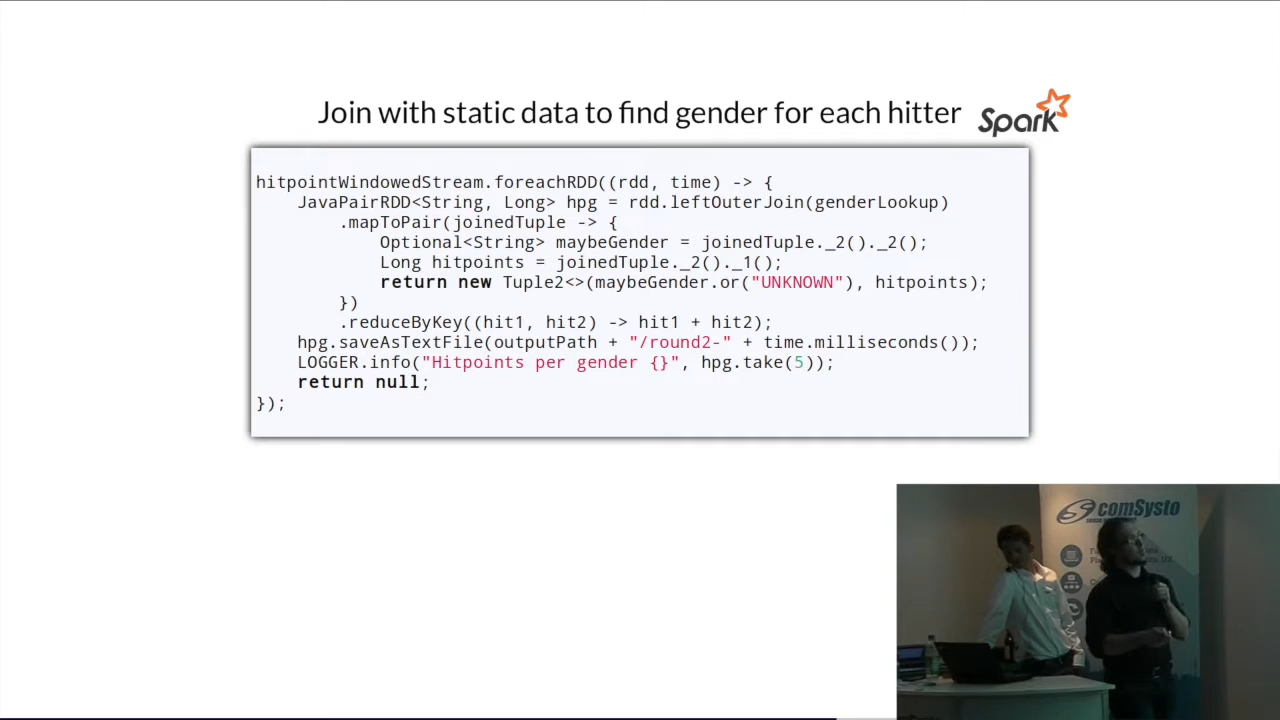 Join with static data to find gender for each hitter
Spark
hitpointWindowedStream.foreachRDD((rdd, time) -> {
JavaPairRDD<String, Long> hpg = rdd.leftOuterJoin(genderLookup)
.mapToPair(joinedTuple -> {
Optional<String> maybeGender = joinedTuple._2()._2();
Long hitpoints = joinedTuple._2()._1();
return new Tuple2<>(maybeGender.or("UNKNOWN"), hitpoints);
})
.reduceByKey((hit1, hit2) -> hit1 + hit2);
hpg.saveAsTextFile(outputPath + "/round2-" + time.milliseconds());
LOGGER.info("Hitpoints per gender {}", hpg.take(5));
return null;
});
comSysto